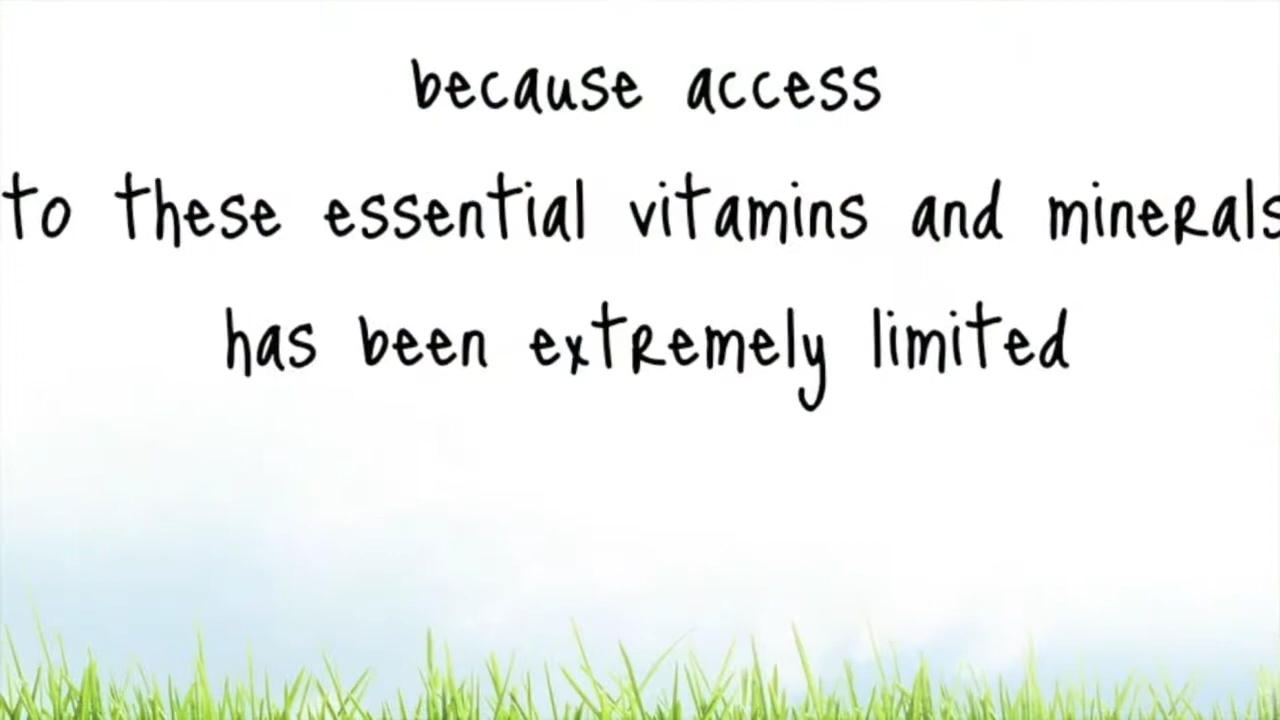 because access
to these essential vitamins and minerals
has been extremely limited